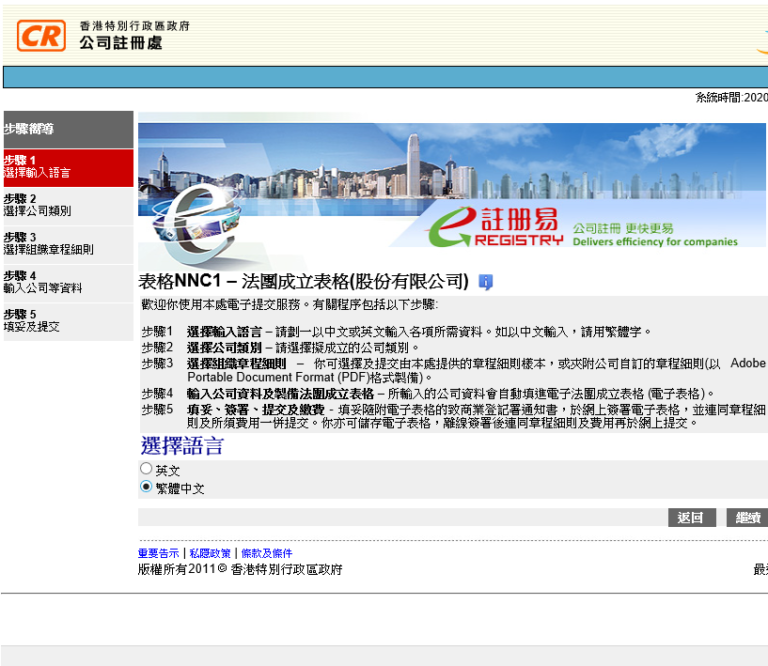 CR 香港特別行政區政府
公司註冊處
系統時間:2020
步驟嚮導
步驟 1
選擇輸入語言
步驟 2
選擇公司類別
步驟 3
選擇組織章程細則
步驟 4
輸入公司等資料
步驟 5
填妥及提交
註冊易 公司註冊 更快更易
REGISTRY Delivers efficiency for companies
表格NNC1 – 法團成立表格(股份有限公司)
歡迎你使用本處電子提交服務。有關程序包括以下步驟:
步驟1 選擇輸入語言 – 請劃一以中文或英文輸入各項所需資料。如以中文輸入，請用繁體字。
步驟2 選擇公司類別 – 請選擇擬成立的公司類別。
步驟3 選擇組織章程細則 – 你可選擇及提交由本處提供的章程細則樣本，或夾附公司自訂的章程細則(以 Adobe
Portable Document Format (PDF)格式製備)。
步驟4 輸入公司資料及製備法團成立表格 – 所輸入的公司資料會自動填進電子法團成立表格 (電子表格)。
步驟5 填妥、簽署、提交及繳費 - 填妥隨附電子表格的致商業登記署通知書，於網上簽署電子表格，並連同章程細
則及所須費用一併提交。你亦可儲存電子表格，離線簽署後連同章程細則及費用再於網上提交。
選擇語言
英文
繁體中文
返回 繼續
重要告示 | 私隱政策 | 條款及條件
版權所有2011© 香港特別行政區政府